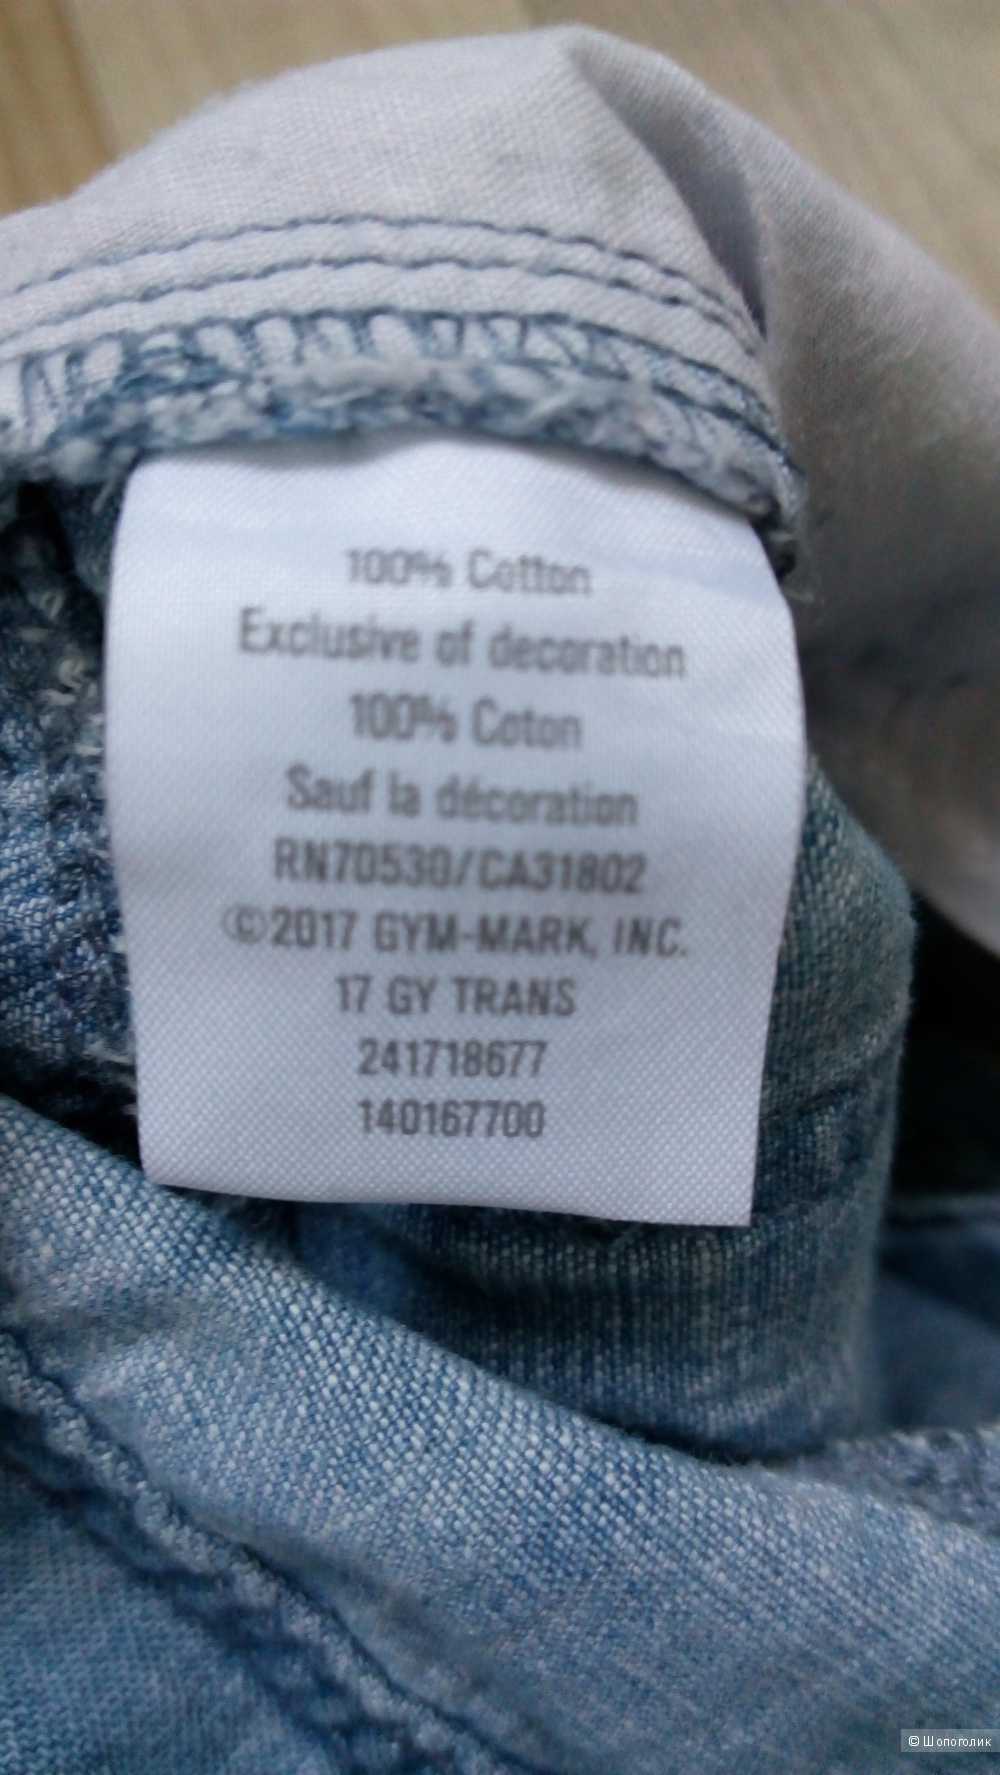 100% Cotton
Exclusive of decoration
100% Coton
Sauf la décoration
RN70530/CA31802
©2017 GYM-MARK, INC.
17 GY TRANS
241718677
140167700
© Шопоголик